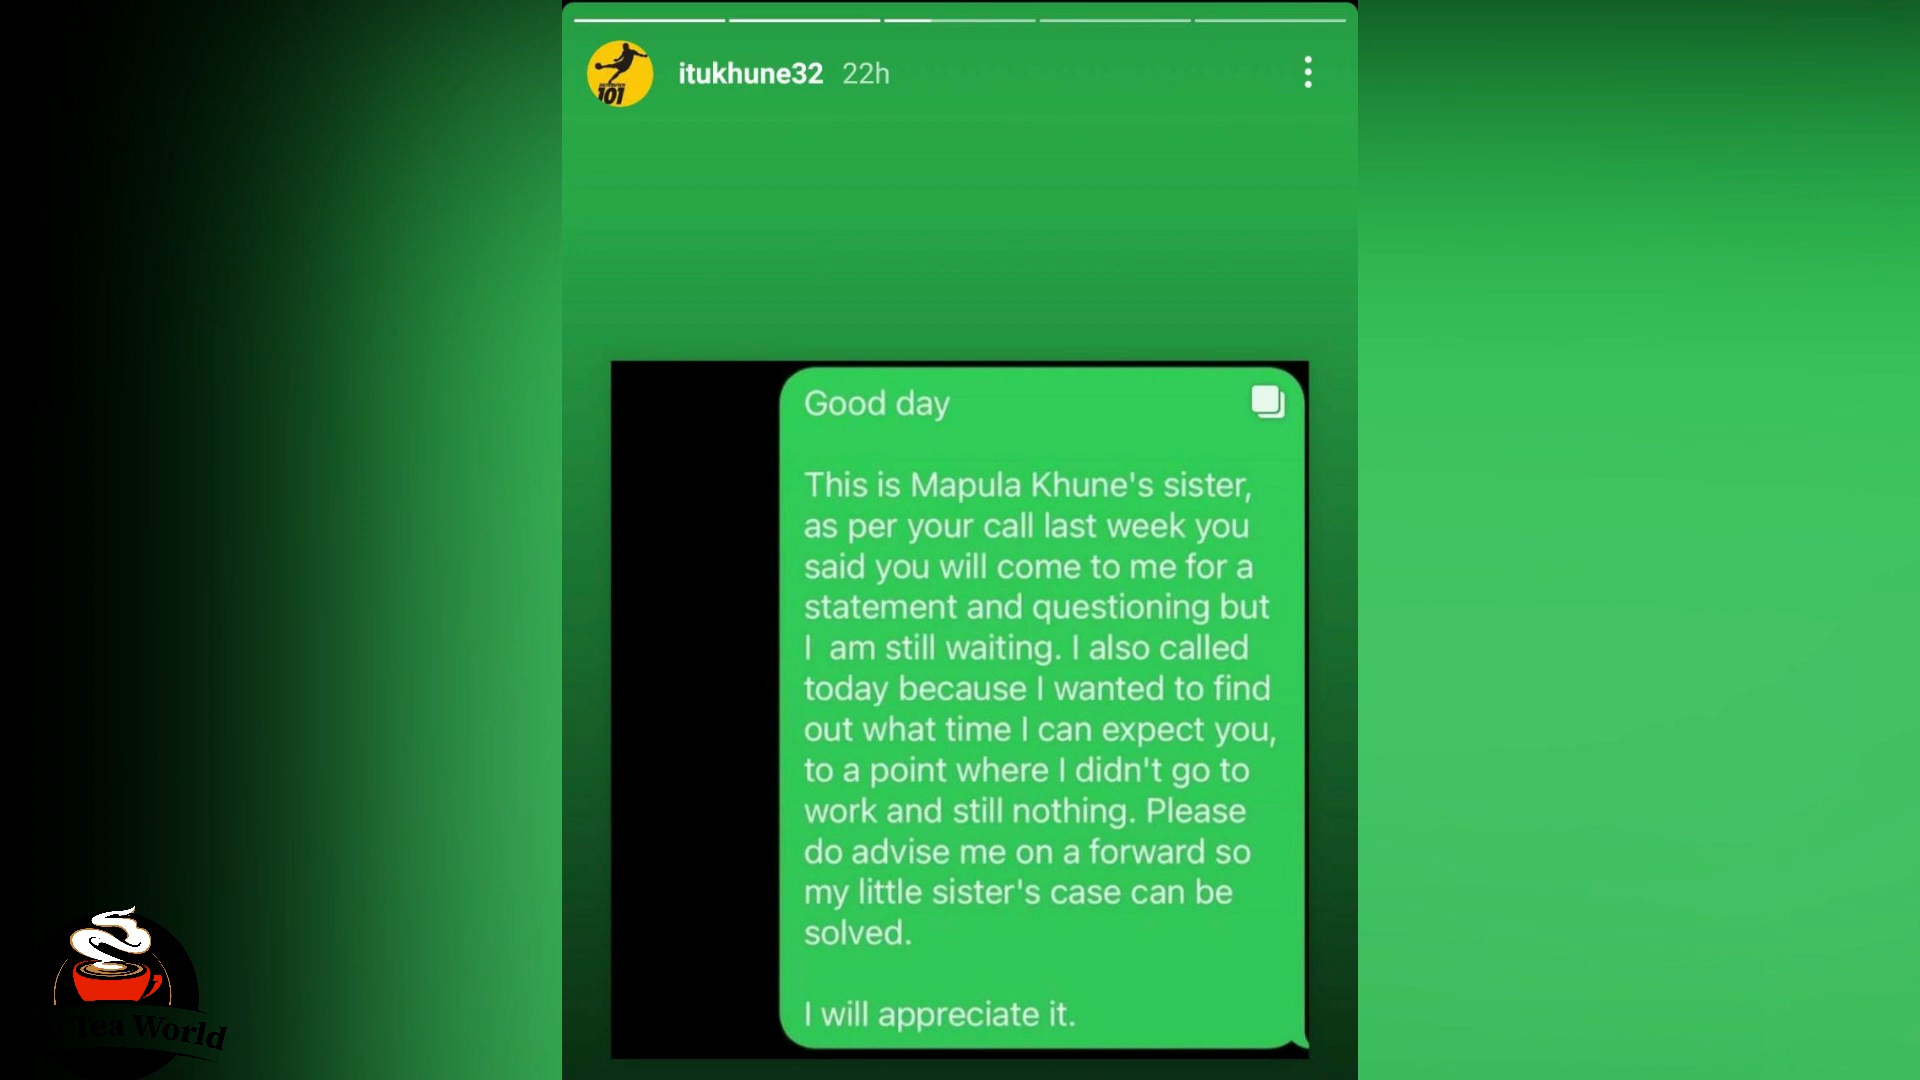 itukhune32 22h
101
Good day
This is Mapula Khune's sister,
as per your call last week you
said you will come to me for a
statement and questioning but
I  am still waiting. I also called
today because I wanted to find
out what time I can expect you,
to a point where I didn't go to
work and still nothing. Please
do advise me on a forward so
my little sister's case can be
solved.
I will appreciate it.
Tea World